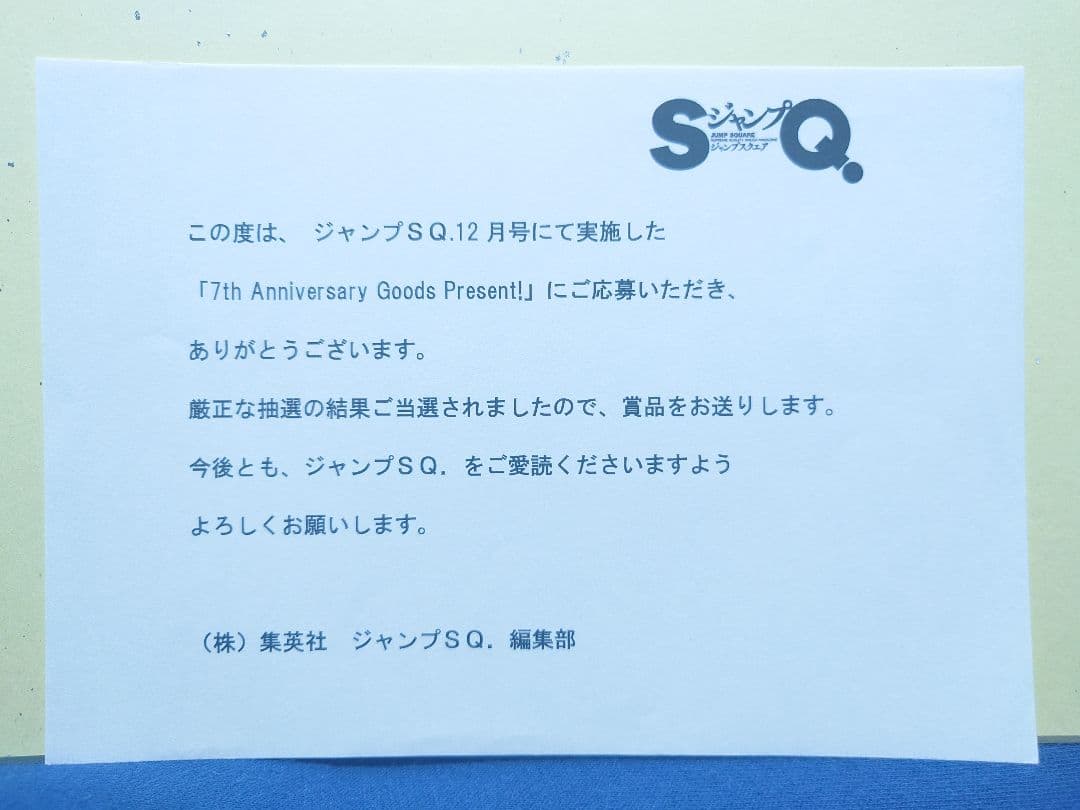 SジャンプQ.
JUMP SQUARE
ジャンプスクエア
この度は、 ジャンプＳＱ.12 月号にて実施した
「7th Anniversary Goods Present!」にご応募いただき、
ありがとうございます。
厳正な抽選の結果ご当選されましたので、賞品をお送りします。
今後とも、ジャンプＳＱ．をご愛読くださいますよう
よろしくお願いします。
（株）集英社　ジャンプＳＱ．編集部